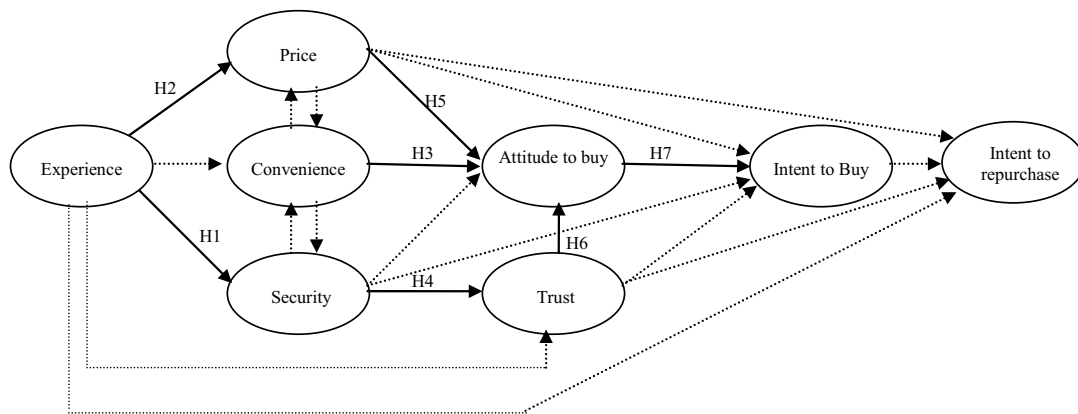 Price
H2
H5
Experience
Convenience
H3
Attitude to buy
H7
Intent to Buy
Intent to
repurchase
H1
H6
Security
H4
Trust